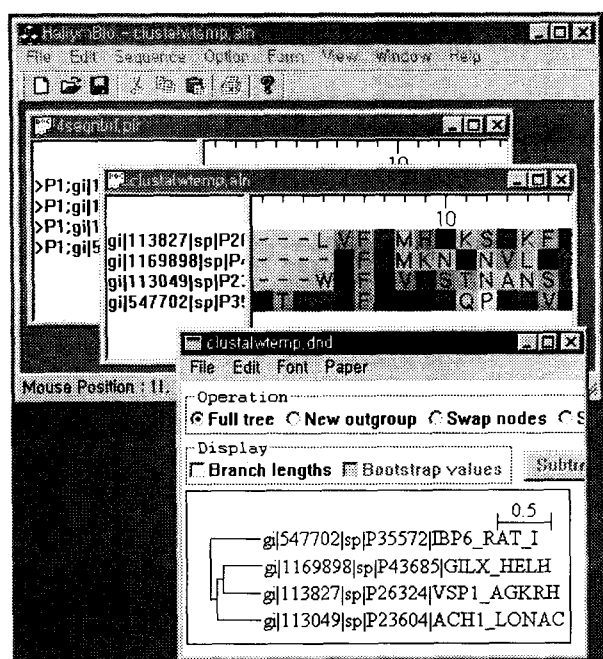 HallymBio - clustalwtemp.aln
File Edit Sequence Option Form View Window Help
4seqnbrf.pir
10
>P1;gi|1
>P1;gi|1
>P1;gi|1
>P1;gi|5
clustalwtemp.aln
10
gi|113827|sp|P2
gi|1169898|sp|P
gi|113049|sp|P2
gi|547702|sp|P3
- - - L V F M H K S K F
F M K N N V L
- - - W F V S T N A N S
T F Q P V
Mouse Position : 11,
clustalwtemp.dnd
File Edit Font Paper
Operation
Full tree New outgroup Swap nodes S
Display
Branch lengths Bootstrap values Subtre
0.5
gi|547702|sp|P35572|IBP6_RAT_I
gi|1169898|sp|P43685|GILX_HELH
gi|113827|sp|P26324|VSP1_AGKRH
gi|113049|sp|P23604|ACH1_LONAC